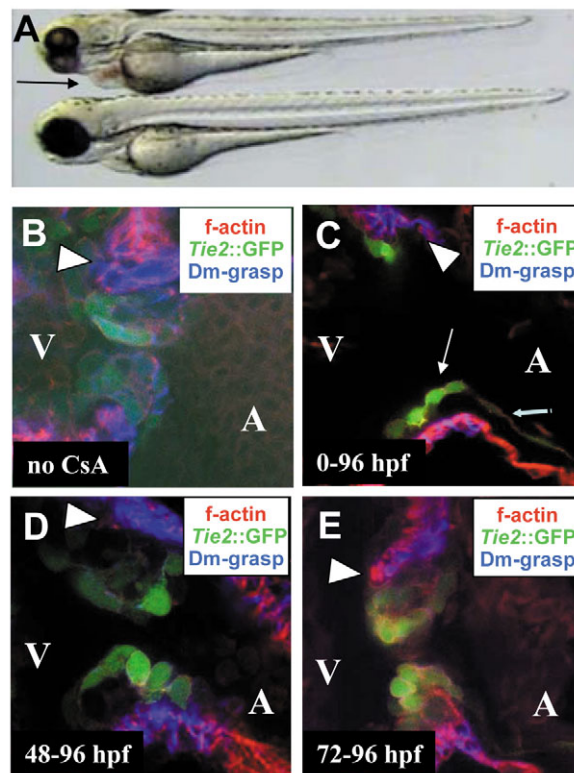 A
B
f-actin
Tie2::GFP
Dm-grasp
V
A
no CsA
C
f-actin
Tie2::GFP
Dm-grasp
V
A
0-96 hpf
D
f-actin
Tie2::GFP
Dm-grasp
V
A
48-96 hpf
E
f-actin
Tie2::GFP
Dm-grasp
V
A
72-96 hpf